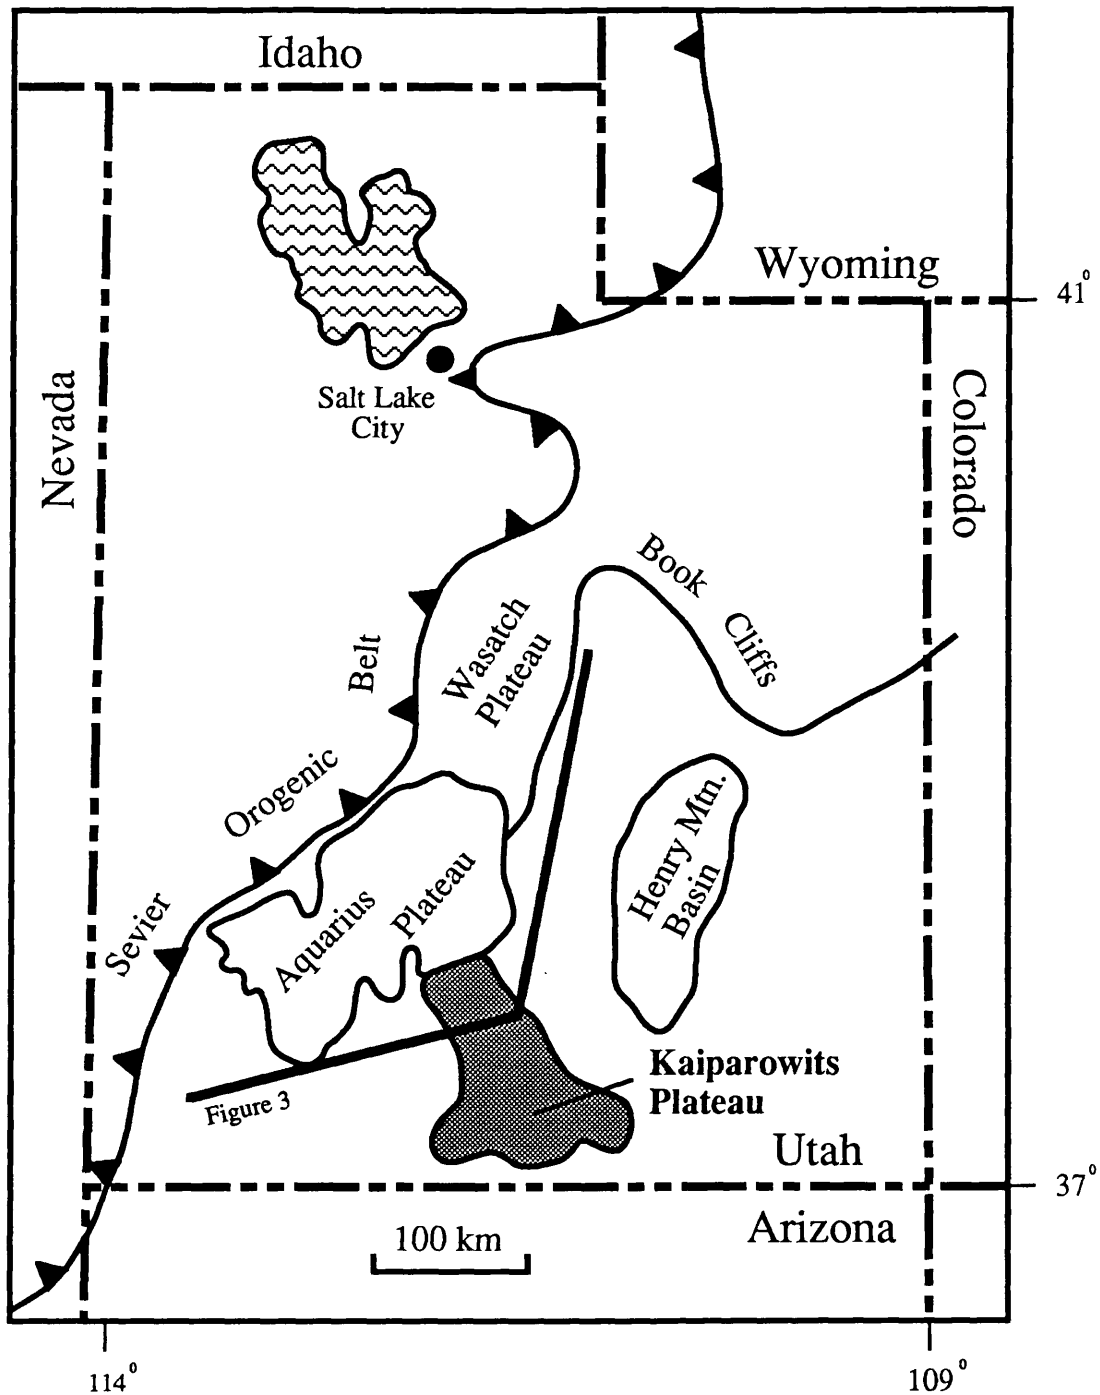 Idaho
Wyoming
41°
Nevada
Salt Lake
City
Colorado
Book
Cliffs
Wasatch
Plateau
Belt
Orogenic
Sevier
Henry Mtn.
Basin
Aquarius
Plateau
Kaiparowits
Plateau
Figure 3
Utah
37°
Arizona
100 km
114°
109°